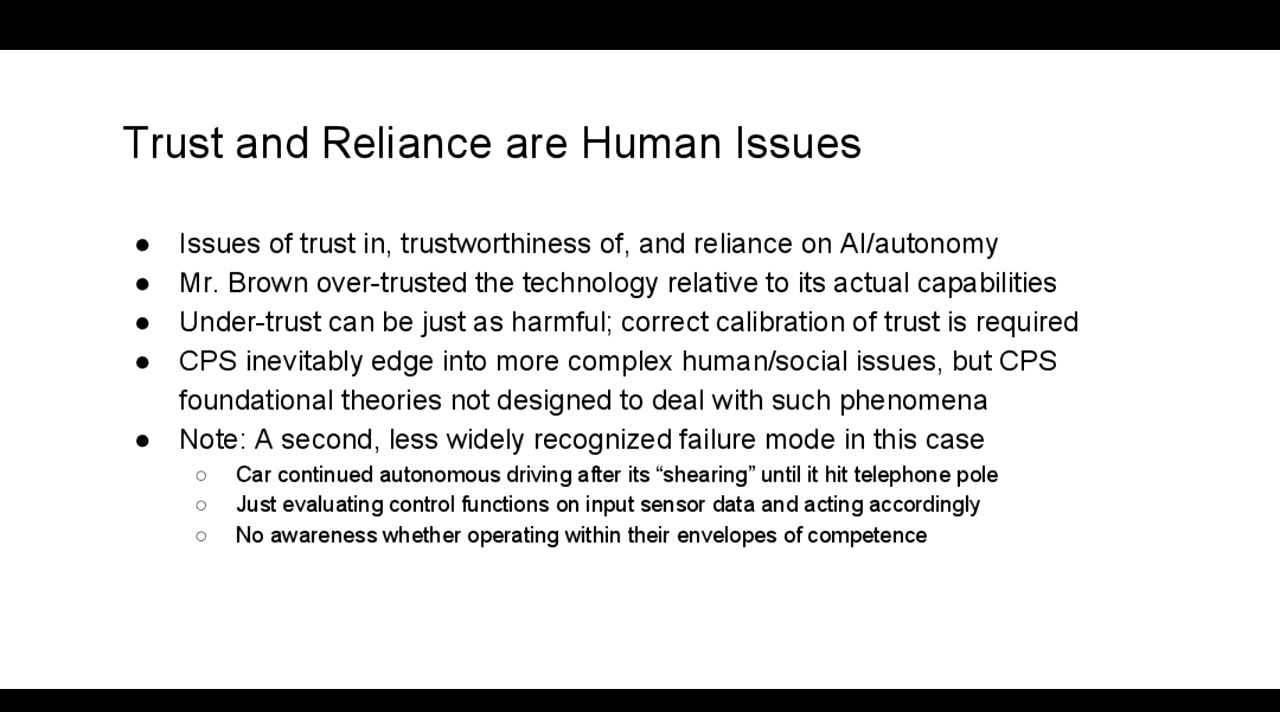 Trust and Reliance are Human Issues
● Issues of trust in, trustworthiness of, and reliance on AI/autonomy
● Mr. Brown over-trusted the technology relative to its actual capabilities
● Under-trust can be just as harmful; correct calibration of trust is required
● CPS inevitably edge into more complex human/social issues, but CPS
foundational theories not designed to deal with such phenomena
● Note: A second, less widely recognized failure mode in this case
○ Car continued autonomous driving after its “shearing” until it hit telephone pole
○ Just evaluating control functions on input sensor data and acting accordingly
○ No awareness whether operating within their envelopes of competence